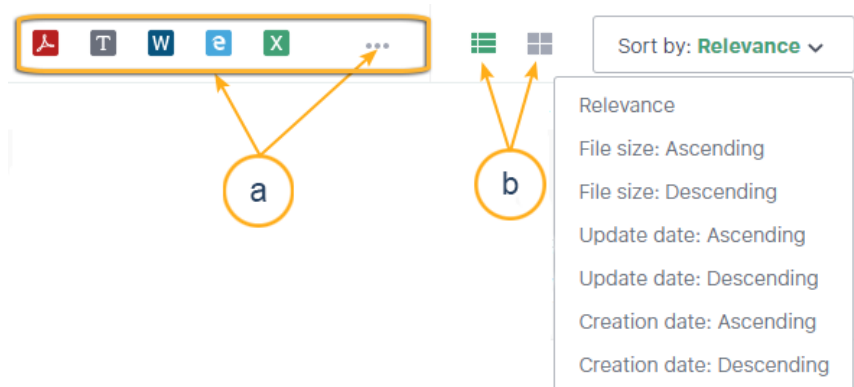 T W e X
Sort by: Relevance
a
b
Relevance
File size: Ascending
File size: Descending
Update date: Ascending
Update date: Descending
Creation date: Ascending
Creation date: Descending